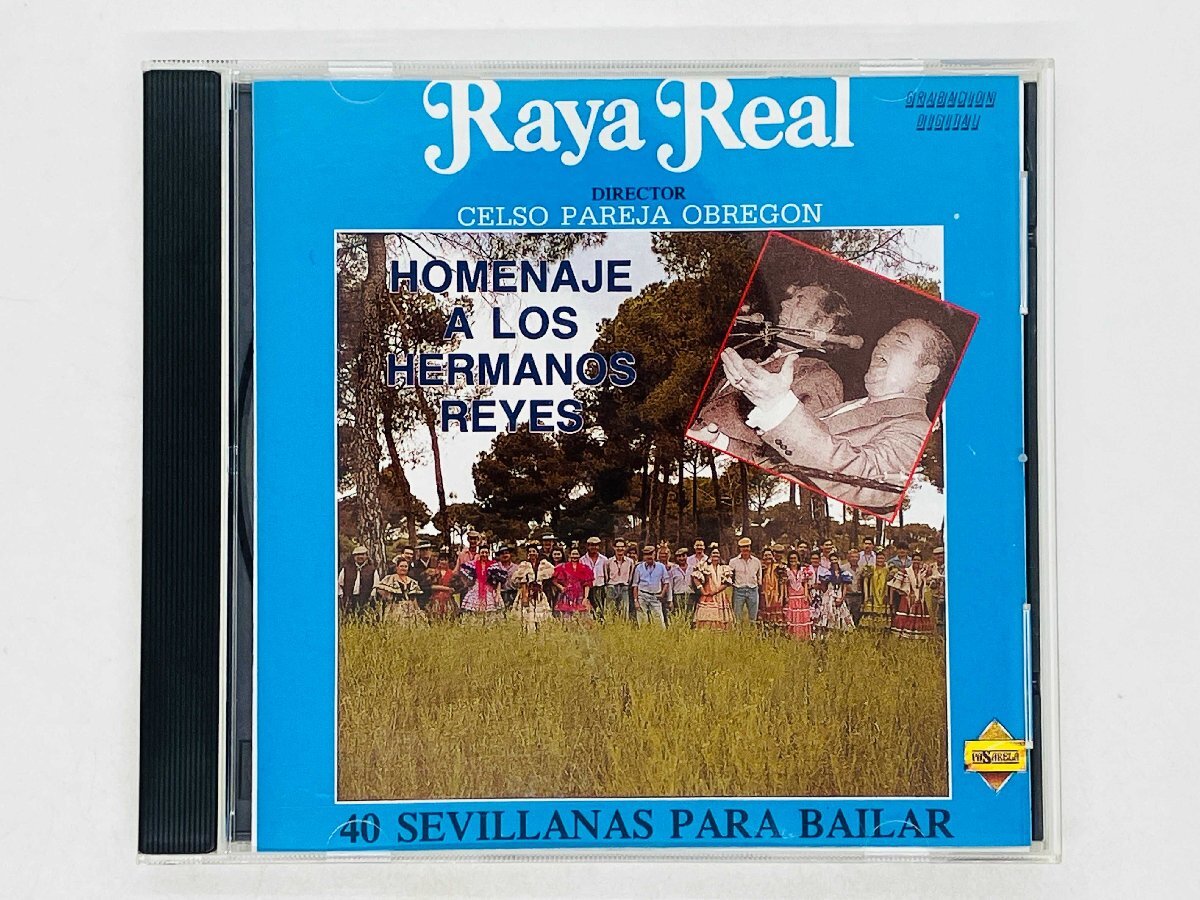 Raya Real
GRABACION
DIGITAL
DIRECTOR
CELSO PAREJA OBREGON
HOMENAJE
A LOS
HERMANOS
REYES
PASARELA
40 SEVILLANAS PARA BAILAR